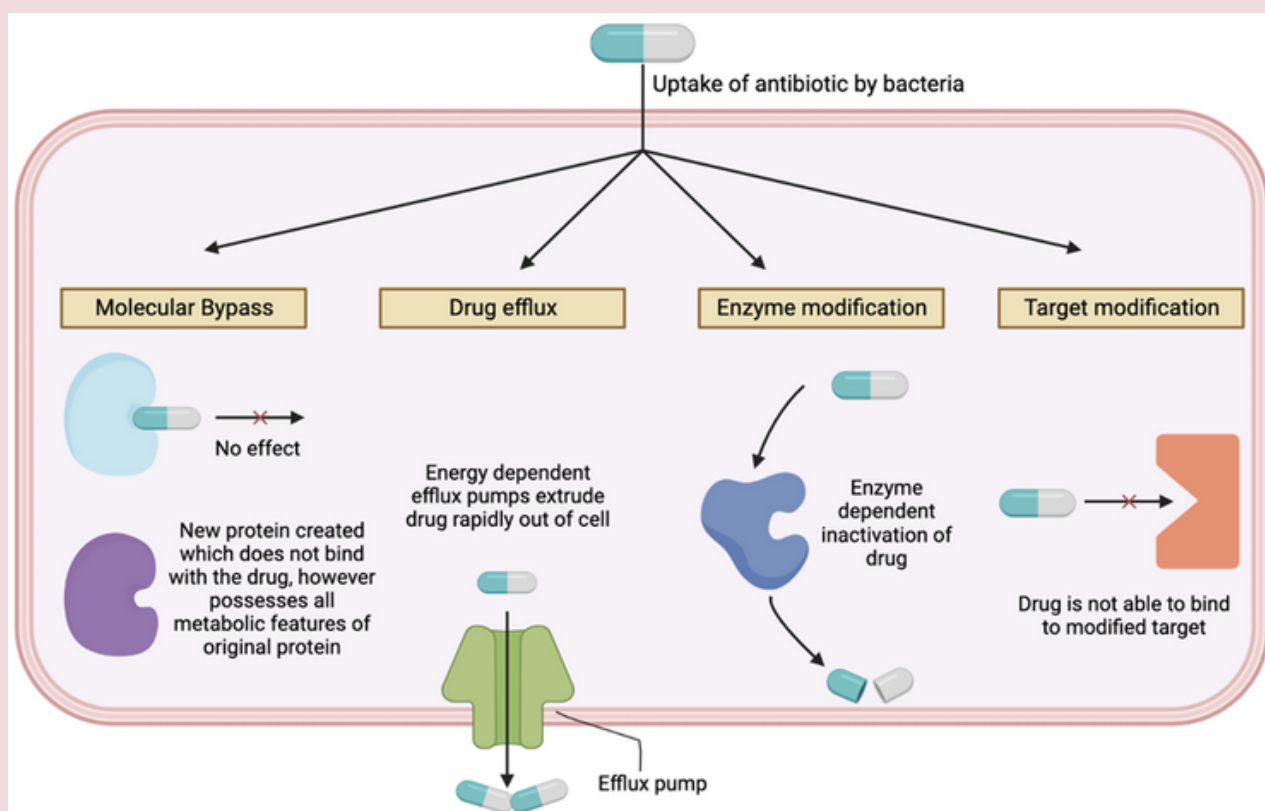 Uptake of antibiotic by bacteria
Molecular Bypass
Drug efflux
Enzyme modification
Target modification
No effect
New protein created
which does not bind
with the drug, however
possesses all
metabolic features of
original protein
Energy dependent
efflux pumps extrude
drug rapidly out of cell
Efflux pump
Enzyme
dependent
inactivation of
drug
Drug is not able to bind
to modified target